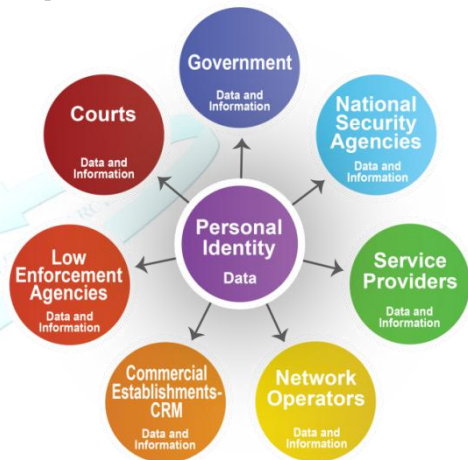 Government
Data and
Information
National
Security
Agencies
Data and
Information
Courts
Data and
Information
Personal
Identity
Data
Service
Providers
Data and
Information
Low
Enforcement
Agencies
Data and
Information
Commercial
Establishments-
CRM
Data and
Information
Network
Operators
Data and
Information